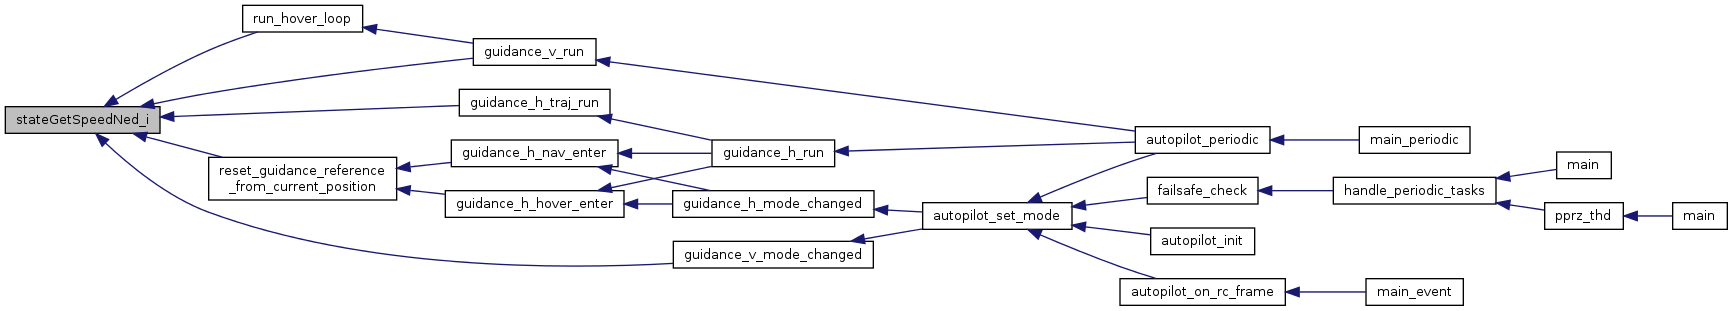 stateGetSpeedNed_i
run_hover_loop
guidance_v_run
guidance_h_traj_run
reset_guidance_reference
_from_current_position
guidance_h_nav_enter
guidance_h_hover_enter
guidance_h_run
guidance_h_mode_changed
guidance_v_mode_changed
autopilot_set_mode
autopilot_periodic
main_periodic
failsafe_check
handle_periodic_tasks
main
pprz_thd
main
autopilot_init
autopilot_on_rc_frame
main_event